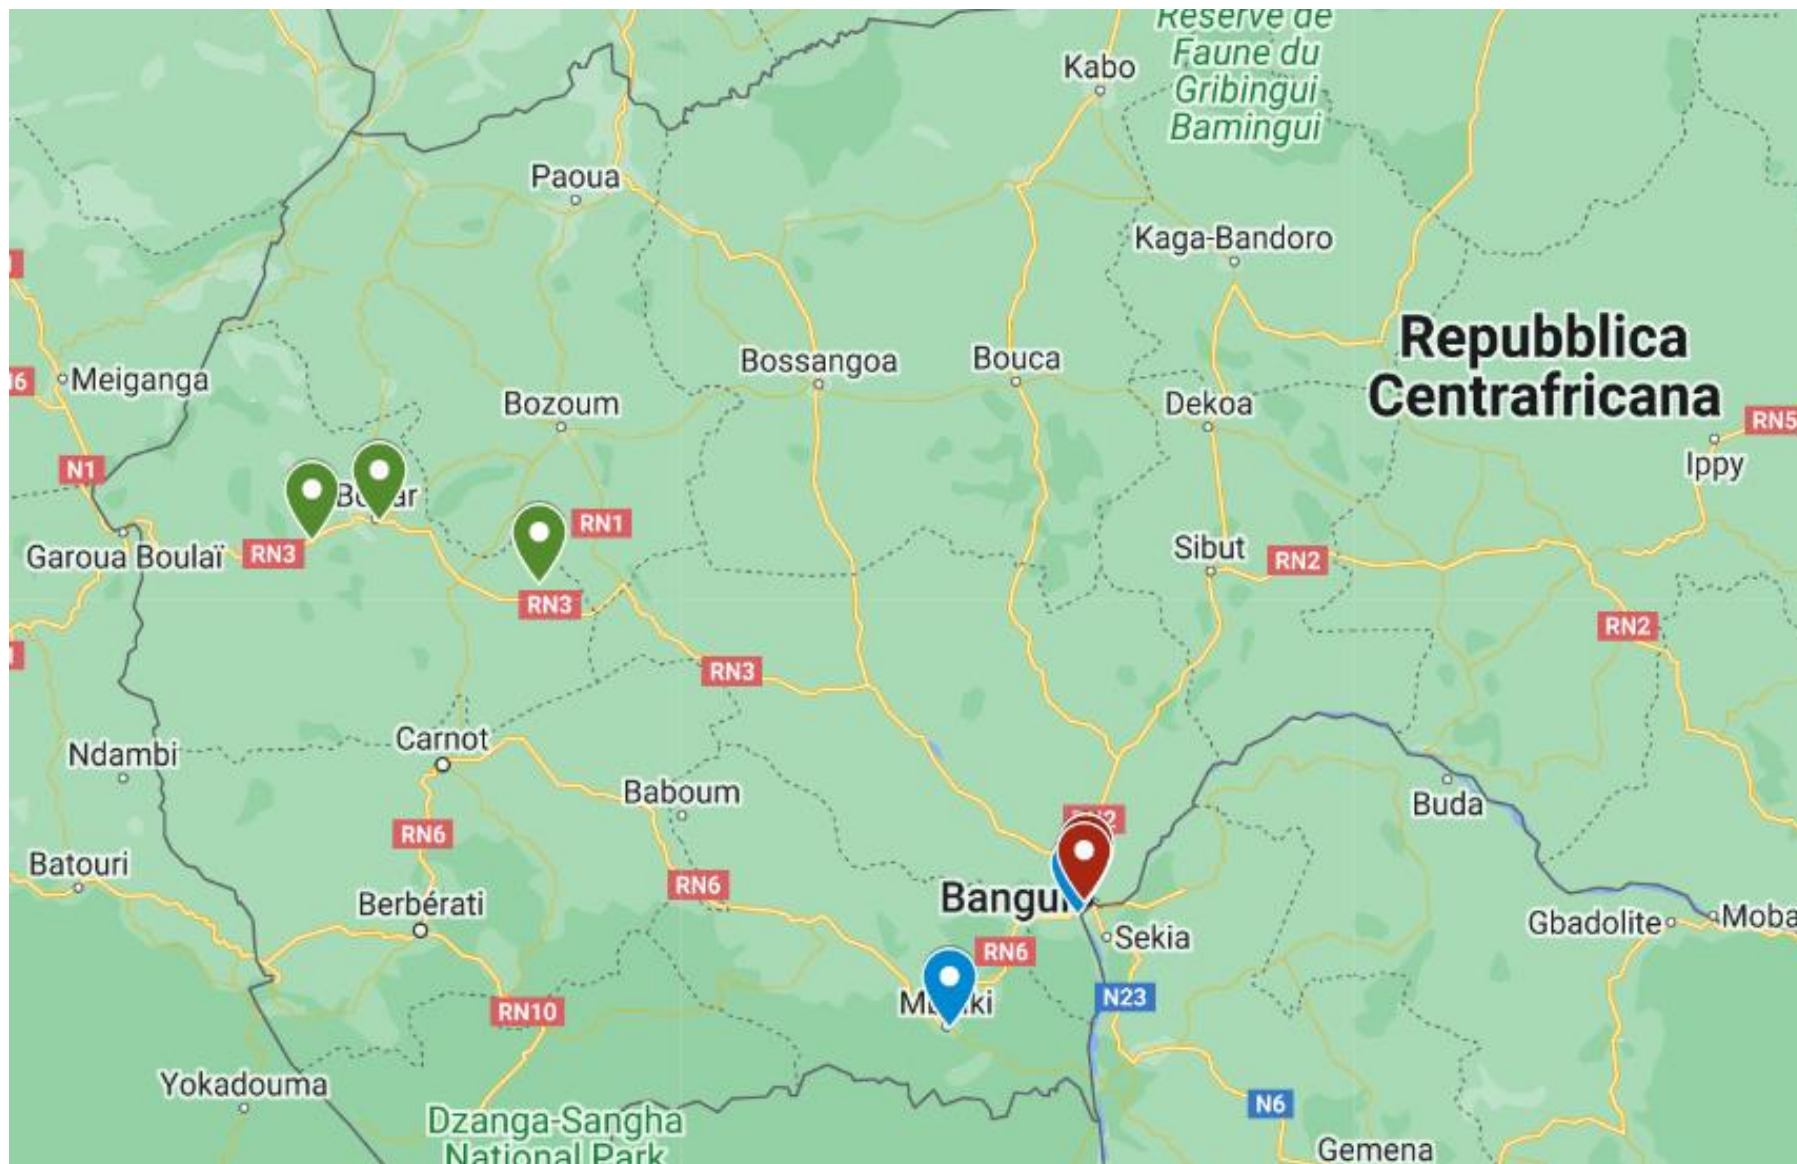 Réserve de
Faune du
Gribingui
Bamingui
Kabo
Paoua
Kaga-Bandoro
Repubblica
Centrafricana
Meiganga
Bossangoa
Bouca
Bozoum
Dekoa
RN5
N1
Ippy
RN1
Garoua Boulaï
RN3
Sibut
RN2
RN3
RN2
RN3
Carnot
Ndambi
Baboum
Buda
RN6
Batouri
RN6
Berbérati
Bangui
Gbadolite
Moba
Sekia
RN6
N23
RN10
Yokadouma
N6
Dzanga-Sangha
National Park
Gemena